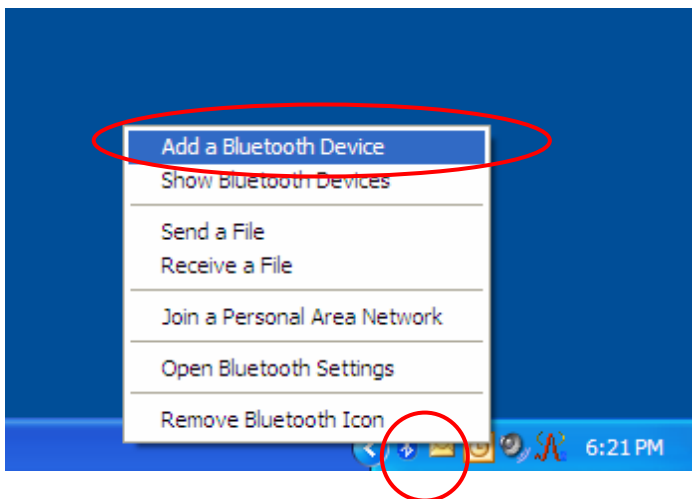 Add a Bluetooth Device
Show Bluetooth Devices
Send a File
Receive a File
Join a Personal Area Network
Open Bluetooth Settings
Remove Bluetooth Icon
6:21 PM